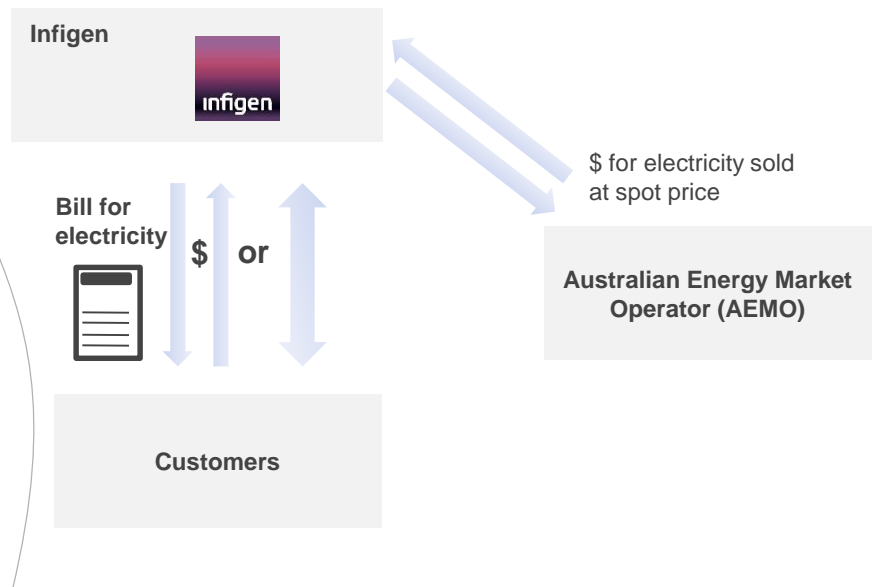 Infigen
infigen
$ for electricity sold
at spot price
Bill for
electricity
$
or
Australian Energy Market
Operator (AEMO)
Customers